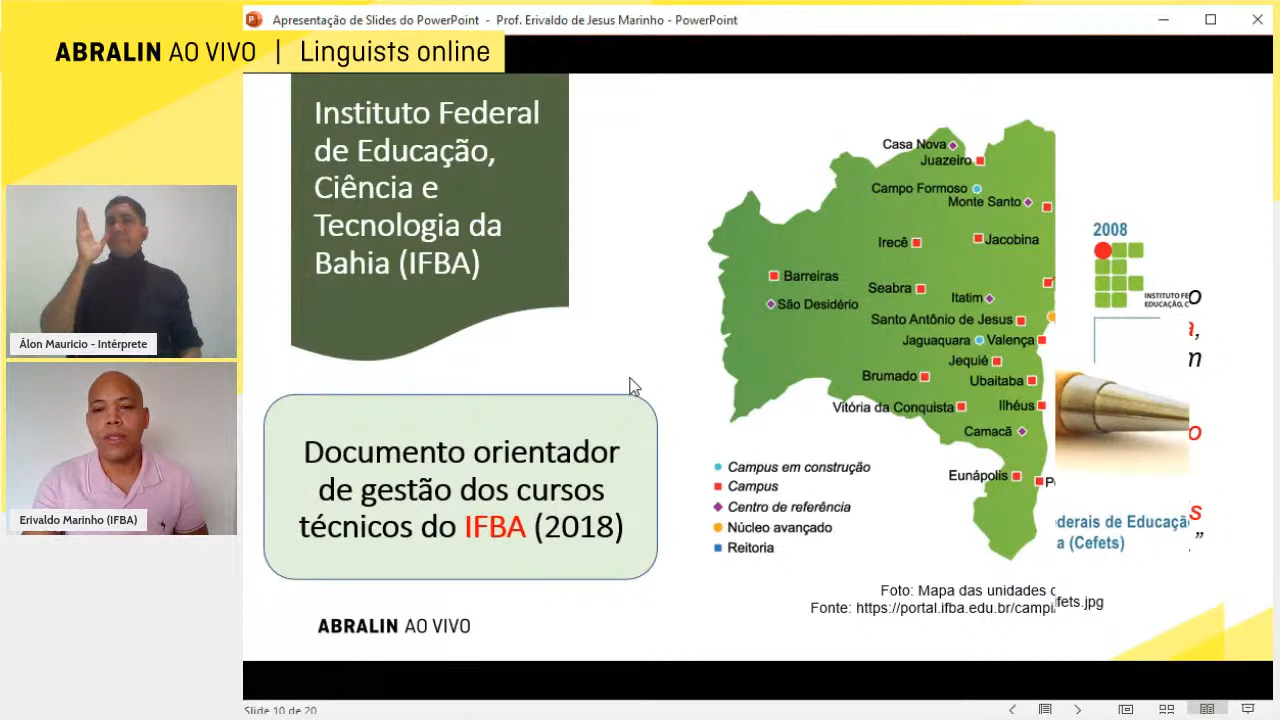 Apresentação de Slides do PowerPoint - Prof. Erivaldo de Jesus Marinho - PowerPoint
ABRALIN AO VIVO | Linguists online
Instituto Federal
de Educação,
Ciência e
Tecnologia da
Bahia (IFBA)
Documento orientador
de gestão dos cursos
técnicos do IFBA (2018)
ABRALIN AO VIVO
Álon Mauricio - Intérprete
Erivaldo Marinho (IFBA)
Casa Nova
Juazeiro
Campo Formoso
Monte Santo
Irecê
Jacobina
Barreiras
Seabra
Itatim
São Desidério
Santo Antônio de Jesus
Jaguaquara
Valença
Jequié
Brumado
Ubaitaba
Vitória da Conquista
Ilhéus
Camacã
Eunápolis
Campus em construção
Campus
Centro de referência
Núcleo avançado
Reitoria
2008
INSTITUTO FE
EDUCAÇÃO, C
o
a,
m
o
s
”
derais de Educação
a (Cefets)
Foto: Mapa das unidades
Fonte: https://portal.ifba.edu.br/campi
fets.jpg
Slide 10 de 20